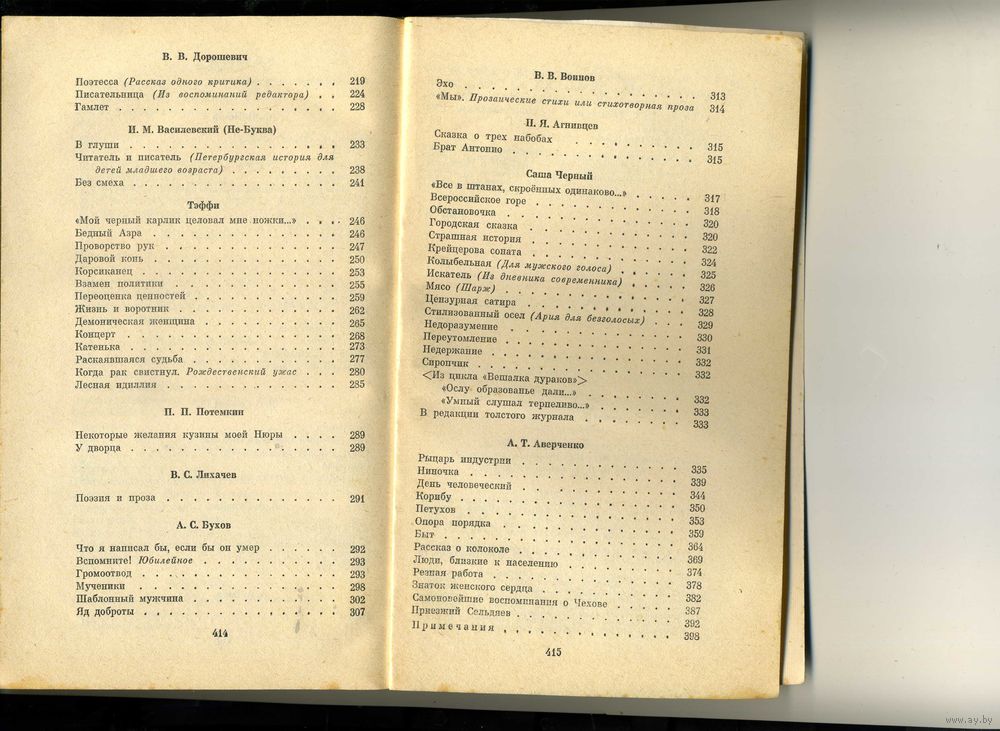 В. В. Дорошевич
Поэтесса (Рассказ одного критика) . . . . . . 219
Писательница (Из воспоминаний редактора) . . 224
Гамлет . . . . . . . . . . . . . . . . . 228
И. М. Василевский (Не-Буква)
В глуши . . . . . . . . . . . . . . . . 233
Читатель и писатель (Петербургская история для
детей младшего возраста) . . . . . . . . 238
Без смеха . . . . . . . . . . . . . . . 241
Тэффи
«Мой черный карлик целовал мне ножки...» . . . 246
Бедный Азра . . . . . . . . . . . . . . 246
Проворство рук . . . . . . . . . . . . . 247
Даровой конь . . . . . . . . . . . . . . 250
Корсиканец . . . . . . . . . . . . . . . 253
Взамен политики . . . . . . . . . . . . 255
Переоценка ценностей . . . . . . . . . . 259
Жизнь и воротник . . . . . . . . . . . . 262
Демоническая женщина . . . . . . . . . . 265
Концерт . . . . . . . . . . . . . . . . 268
Катенька . . . . . . . . . . . . . . . . 273
Раскаявшаяся судьба . . . . . . . . . . . 277
Когда рак свистнул. Рождественский ужас . . . 280
Лесная идиллия . . . . . . . . . . . . . 285
П. П. Потемкин
Некоторые желания кузины моей Нюры . . . . 289
У дворца . . . . . . . . . . . . . . . . 289
В. С. Лихачев
Поэзия и проза . . . . . . . . . . . . . 291
А. С. Бухов
Что я написал бы, если бы он умер . . . . . . 292
Вспомните! Юбилейное . . . . . . . . . . 293
Громоотвод . . . . . . . . . . . . . . . 293
Мученики . . . . . . . . . . . . . . . . 298
Шаблонный мужчина . . . . . . . . . . . 302
Яд доброты . . . . . . . . . . . . . . . 307
414
В. В. Воинов
Эхо . . . . . . . . . . . . . . . . . . 313
«Мы». Прозаические стихи или стихотворная проза 314
Н. Я. Агнивцев
Сказка о трех набобах . . . . . . . . . . 315
Брат Антонио . . . . . . . . . . . . . . 315
Саша Черный
«Все в штанах, скроённых одинаково...» . . . . . 317
Всероссийское горе . . . . . . . . . . . 318
Обстановочка . . . . . . . . . . . . . . 320
Городская сказка . . . . . . . . . . . . 320
Страшная история . . . . . . . . . . . . 322
Крейцерова соната . . . . . . . . . . . . 324
Колыбельная (Для мужского голоса) . . . . . 325
Искатель (Из дневника современника) . . . . 326
Мясо (Шарж) . . . . . . . . . . . . . . 327
Цензурная сатира . . . . . . . . . . . . 328
Стилизованный осел (Ария для безголосых) . . 329
Недоразумение . . . . . . . . . . . . . 330
Переутомление . . . . . . . . . . . . . 331
Недержание . . . . . . . . . . . . . . . 332
Сиропчик . . . . . . . . . . . . . . . . 332
<Из цикла «Вешалка дураков»>
«Ослу образованье дали...» . . . . . . . 332
«Умный слушал терпеливо...» . . . . . . . 333
В редакции толстого журнала . . . . . . . 333
А. Т. Аверченко
Рыцарь индустрии . . . . . . . . . . . . 335
Ниночка . . . . . . . . . . . . . . . . 339
День человеческий . . . . . . . . . . . . 344
Корибу . . . . . . . . . . . . . . . . . 350
Петухов . . . . . . . . . . . . . . . . 353
Опора порядка . . . . . . . . . . . . . 359
Быт . . . . . . . . . . . . . . . . . . 364
Рассказ о колоколе . . . . . . . . . . . 369
Люди, близкие к населению . . . . . . . . 374
Резная работа . . . . . . . . . . . . . 378
Знаток женского сердца . . . . . . . . . 382
Самоновейшие воспоминания о Чехове . . . . 387
Приезжий Сельдяев . . . . . . . . . . . 392
Примечания . . . . . . . . . . . . . . . 398
415
www.ay.by